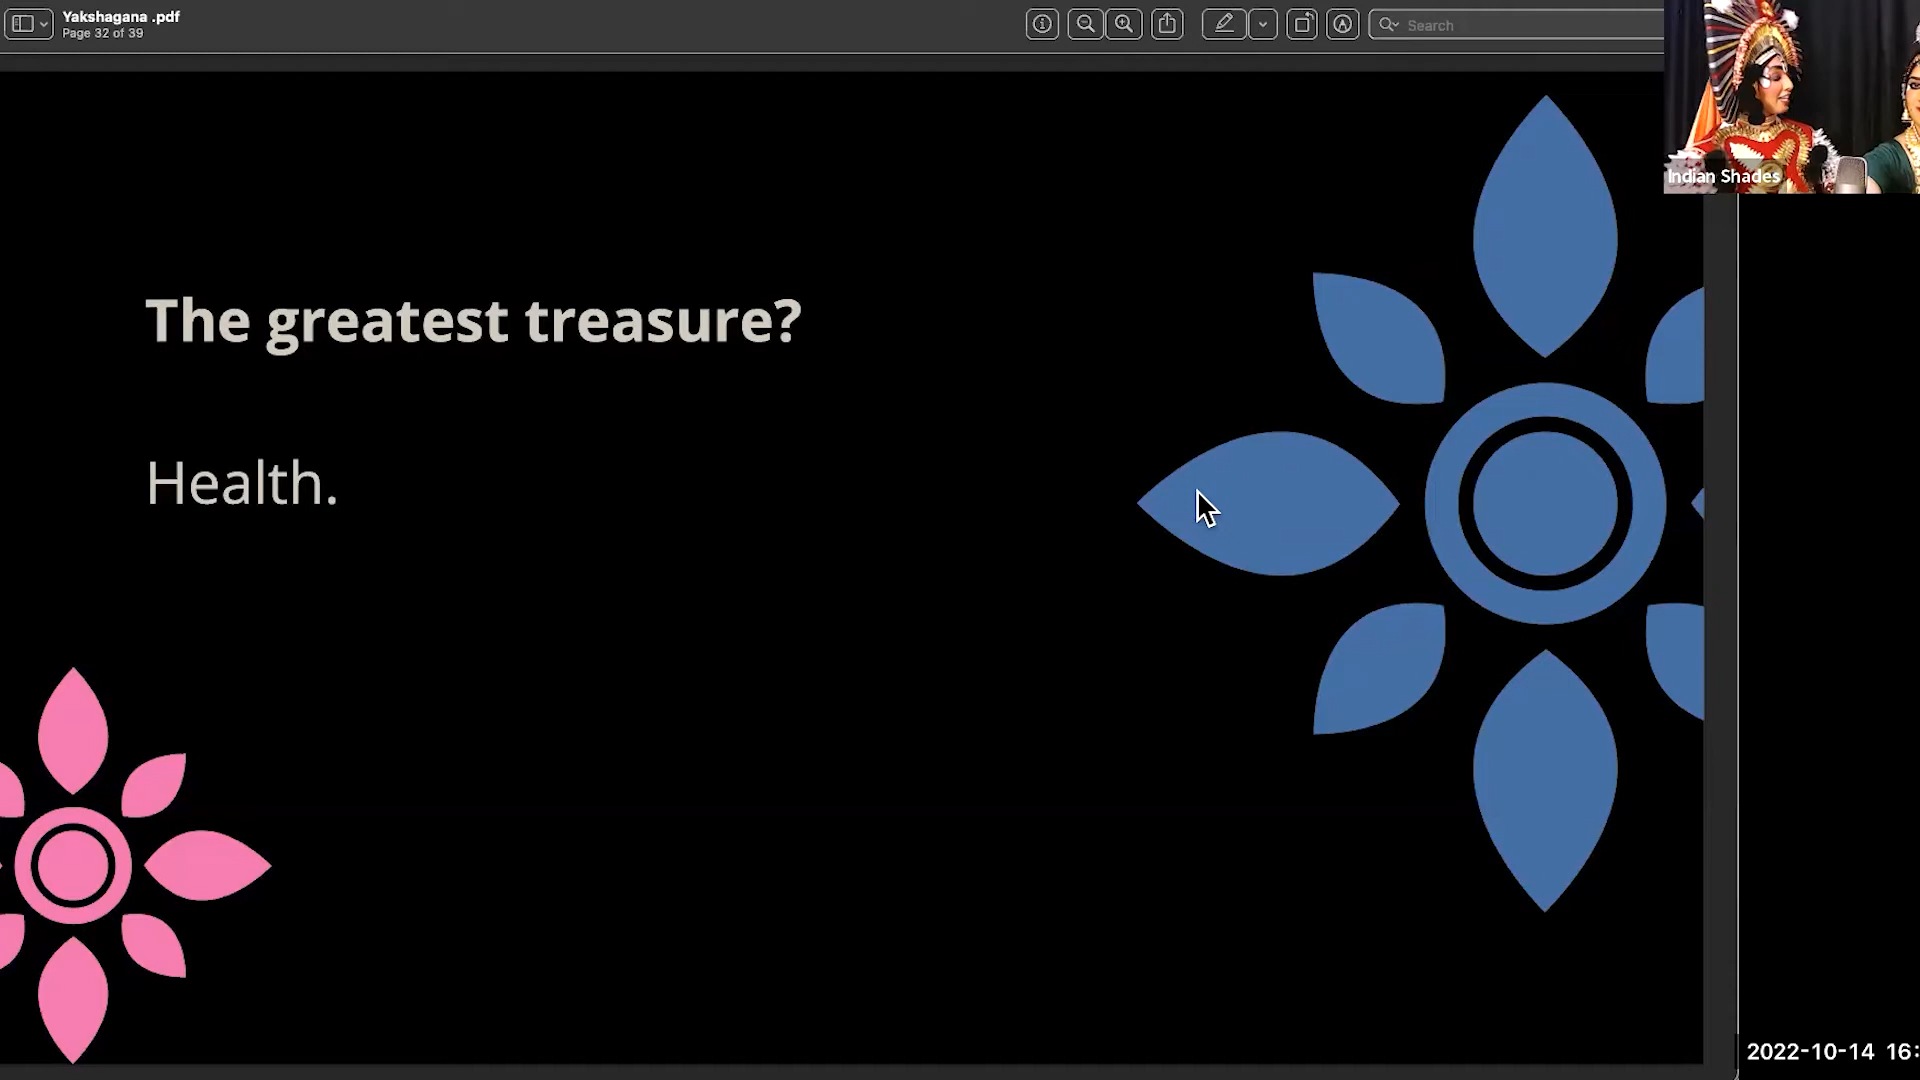 Yakshagana .pdf
Page 32 of 39
Search
Indian Shades
The greatest treasure?
Health.
2022-10-14 16: